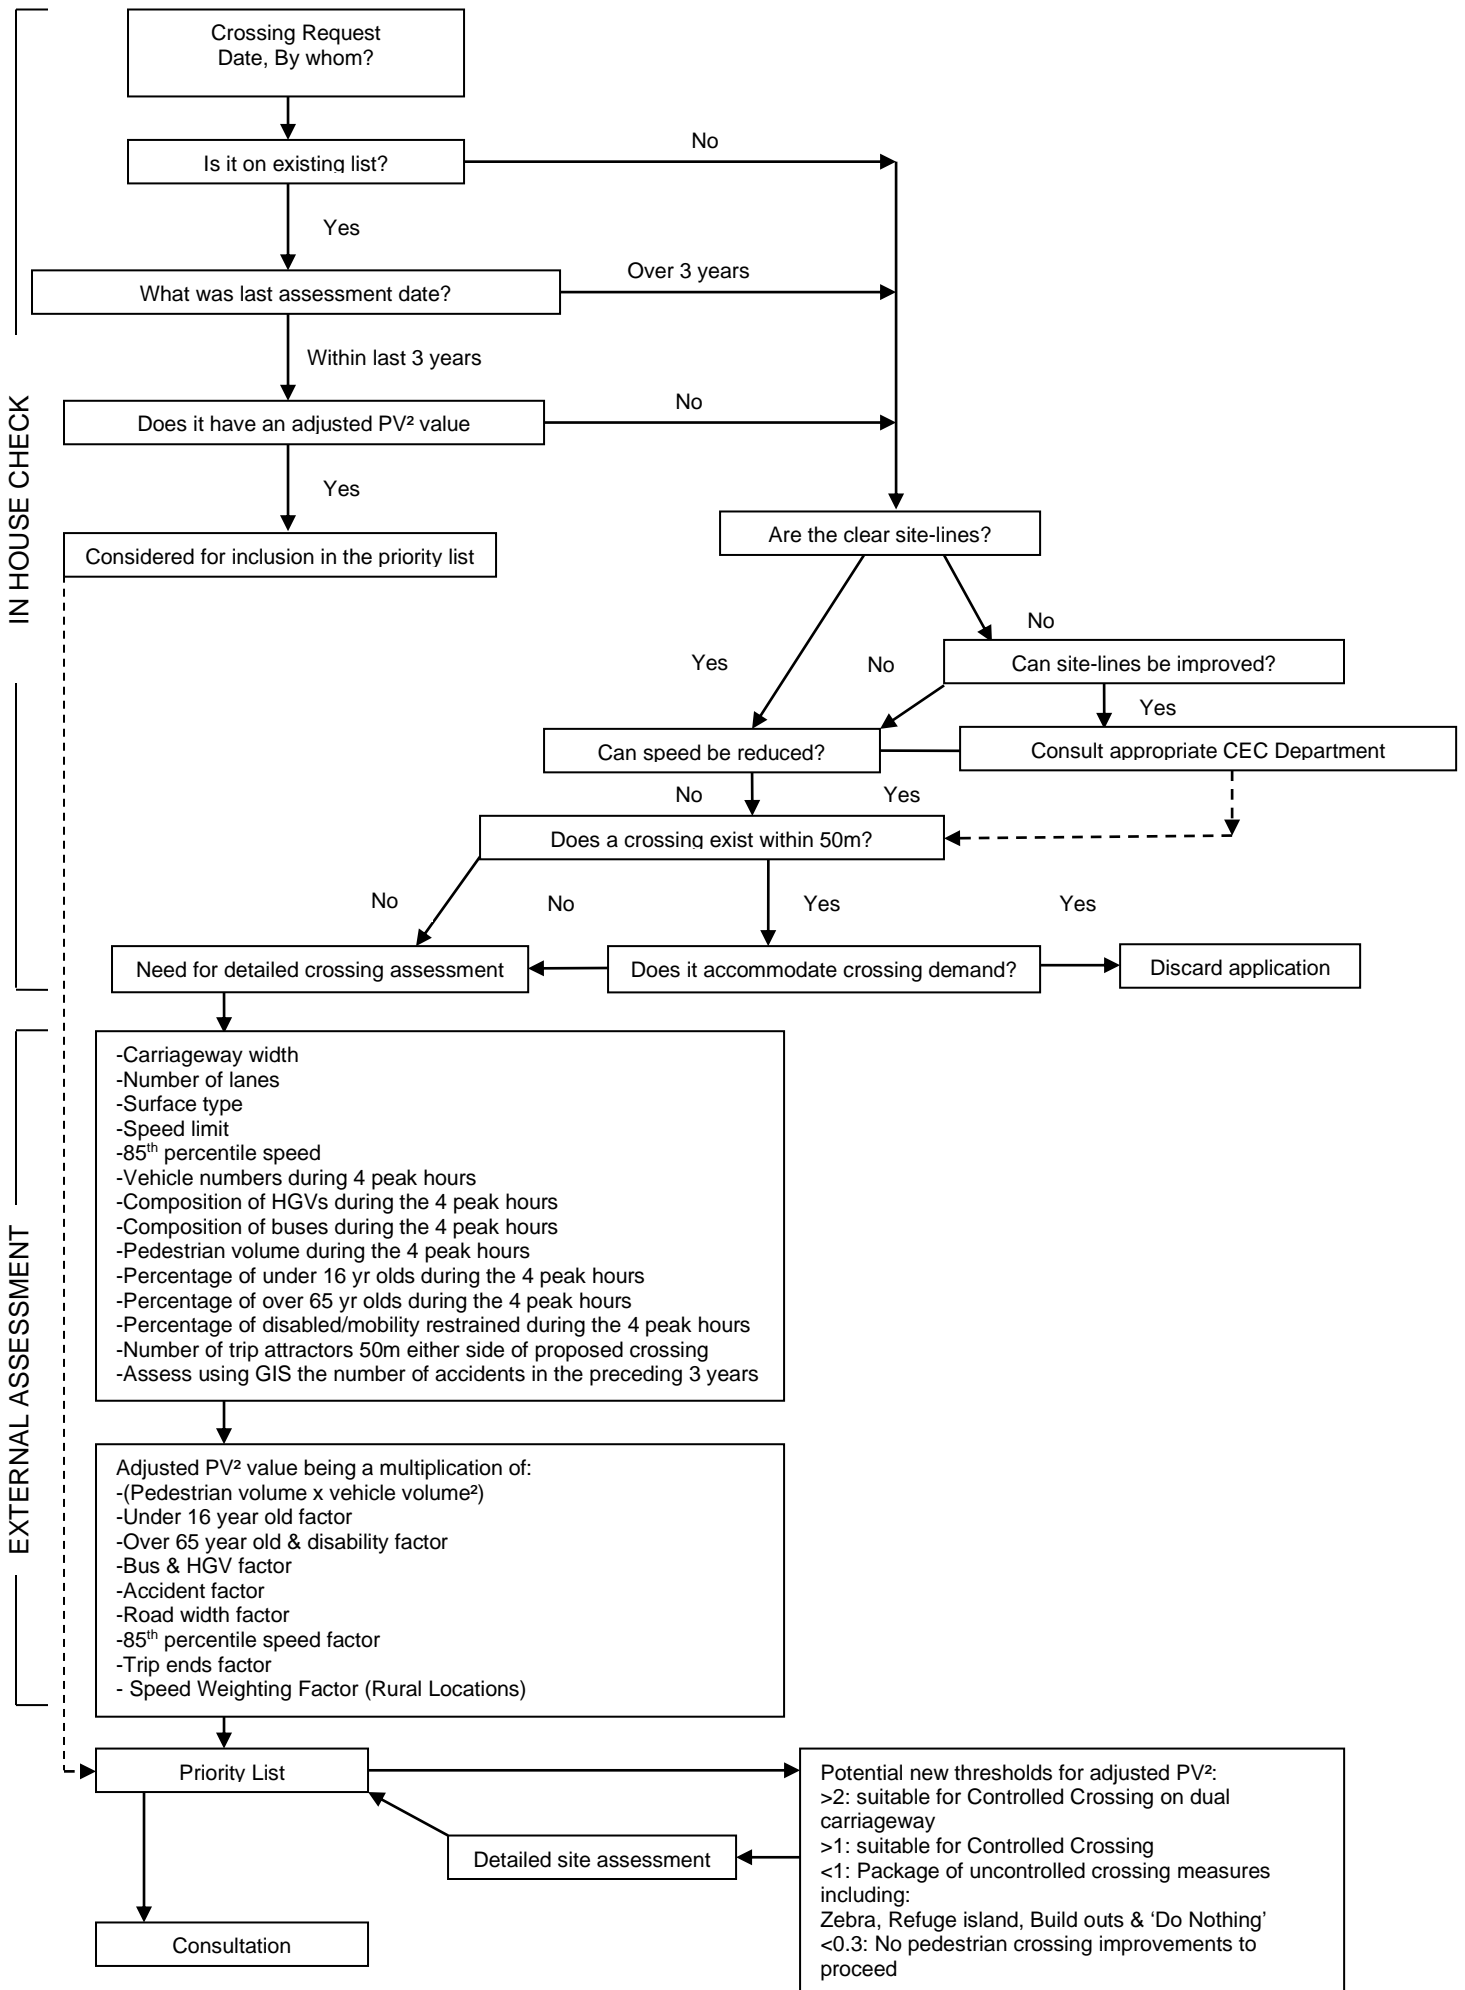 Crossing Request
Date, By whom?
No
Is it on existing list?
Yes
Over 3 years
What was last assessment date?
Within last 3 years
No
Does it have an adjusted PV² value
Yes
IN HOUSE CHECK
Are the clear site-lines?
Considered for inclusion in the priority list
No
Yes
No
Can site-lines be improved?
Yes
Can speed be reduced?
Consult appropriate CEC Department
No
Yes
Does a crossing exist within 50m?
No
No
Yes
Yes
Need for detailed crossing assessment
Does it accommodate crossing demand?
Discard application
EXTERNAL ASSESSMENT
-Carriageway width
-Number of lanes
-Surface type
-Speed limit
-85th percentile speed
-Vehicle numbers during 4 peak hours
-Composition of HGVs during the 4 peak hours
-Composition of buses during the 4 peak hours
-Pedestrian volume during the 4 peak hours
-Percentage of under 16 yr olds during the 4 peak hours
-Percentage of over 65 yr olds during the 4 peak hours
-Percentage of disabled/mobility restrained during the 4 peak hours
-Number of trip attractors 50m either side of proposed crossing
-Assess using GIS the number of accidents in the preceding 3 years
Adjusted PV² value being a multiplication of:
-(Pedestrian volume x vehicle volume²)
-Under 16 year old factor
-Over 65 year old & disability factor
-Bus & HGV factor
-Accident factor
-Road width factor
-85th percentile speed factor
-Trip ends factor
- Speed Weighting Factor (Rural Locations)
Priority List
Potential new thresholds for adjusted PV²:
>2: suitable for Controlled Crossing on dual
carriageway
>1: suitable for Controlled Crossing
<1: Package of uncontrolled crossing measures
including:
Zebra, Refuge island, Build outs & ‘Do Nothing’
<0.3: No pedestrian crossing improvements to
proceed
Detailed site assessment
Consultation